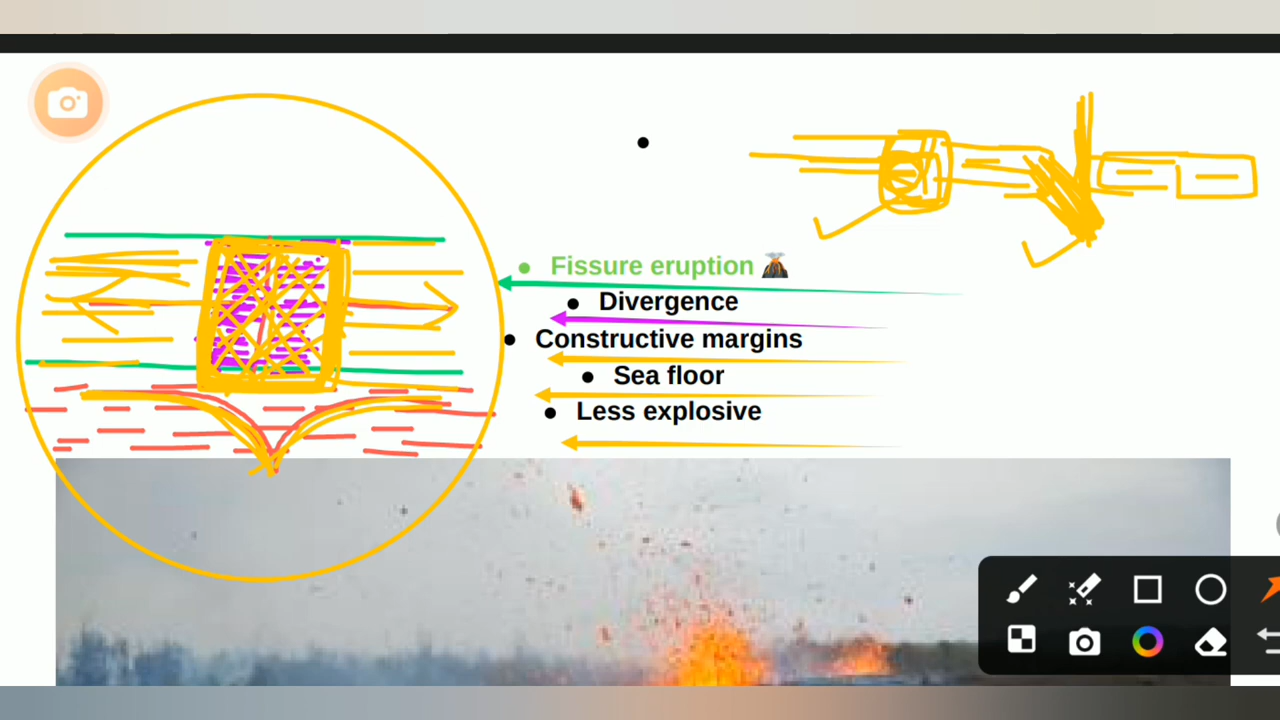 Fissure eruption 🌋
Divergence
Constructive margins
Sea floor
Less explosive